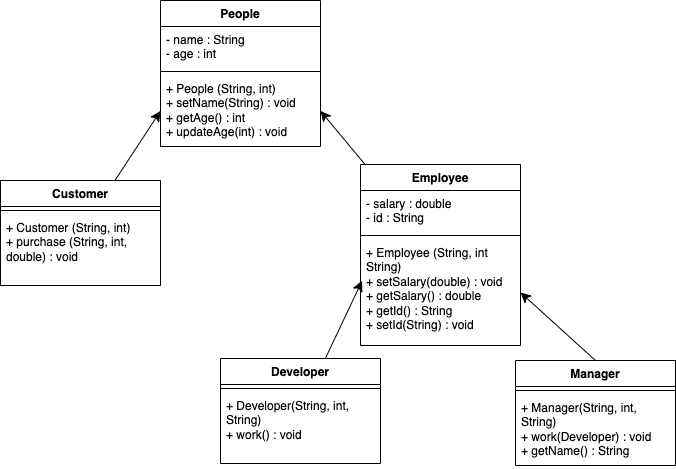 People
- name : String
- age : int
+ People (String, int)
+ setName(String) : void
+ getAge() : int
+ updateAge(int) : void
Customer
+ Customer (String, int)
+ purchase (String, int,
double) : void
Employee
- salary : double
- id : String
+ Employee (String, int
String)
+ setSalary(double) : void
+ getSalary() : double
+ getId() : String
+ setId(String) : void
Developer
+ Developer(String, int,
String)
+ work() : void
Manager
+ Manager(String, int,
String)
+ work(Developer) : void
+ getName() : String